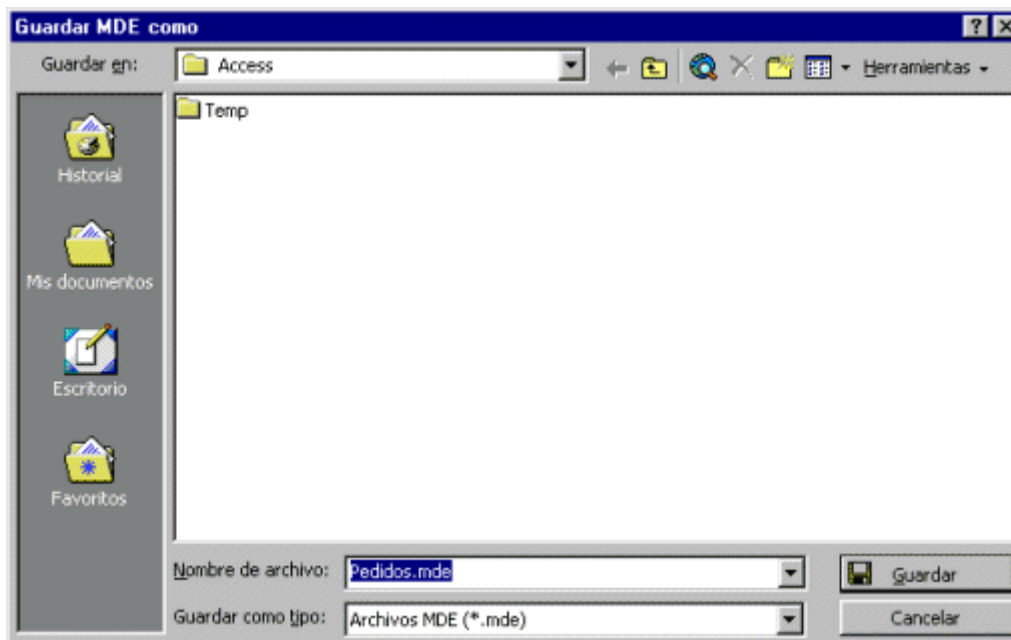 Guardar MDE como
Guardar en: Access Herramientas
Temp
Historial
Mis documentos
Escritorio
Favoritos
Nombre de archivo: Pedidos.mde Guardar
Guardar como tipo: Archivos MDE (*.mde) Cancelar